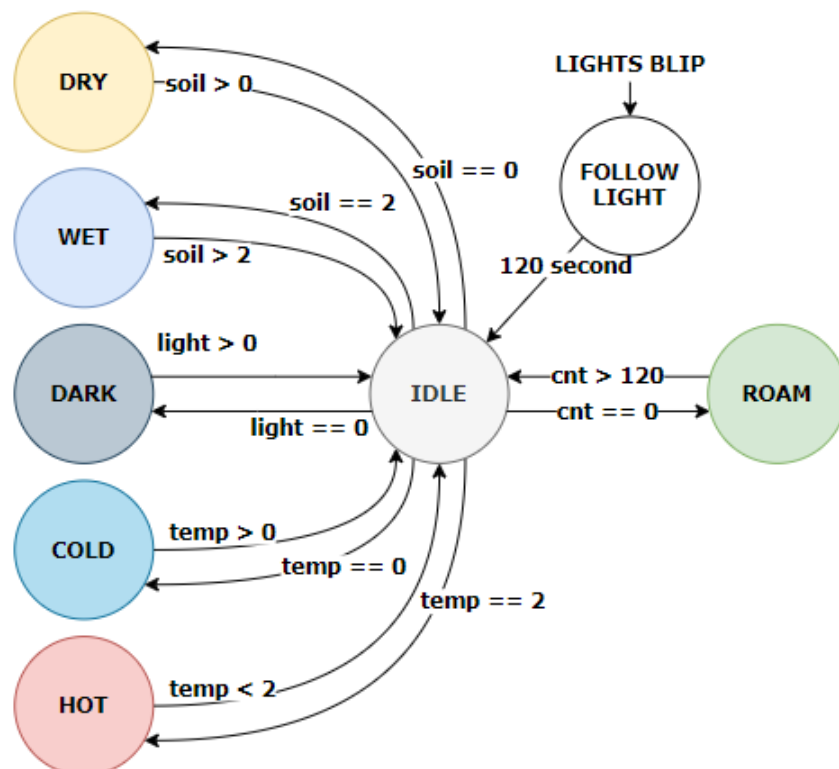 LIGHTS BLIP
DRY
soil > 0
soil == 0
FOLLOW
LIGHT
soil == 2
WET
soil > 2
120 second
light > 0
DARK
IDLE
cnt > 120
ROAM
cnt == 0
light == 0
temp > 0
COLD
temp == 0
temp == 2
temp < 2
HOT